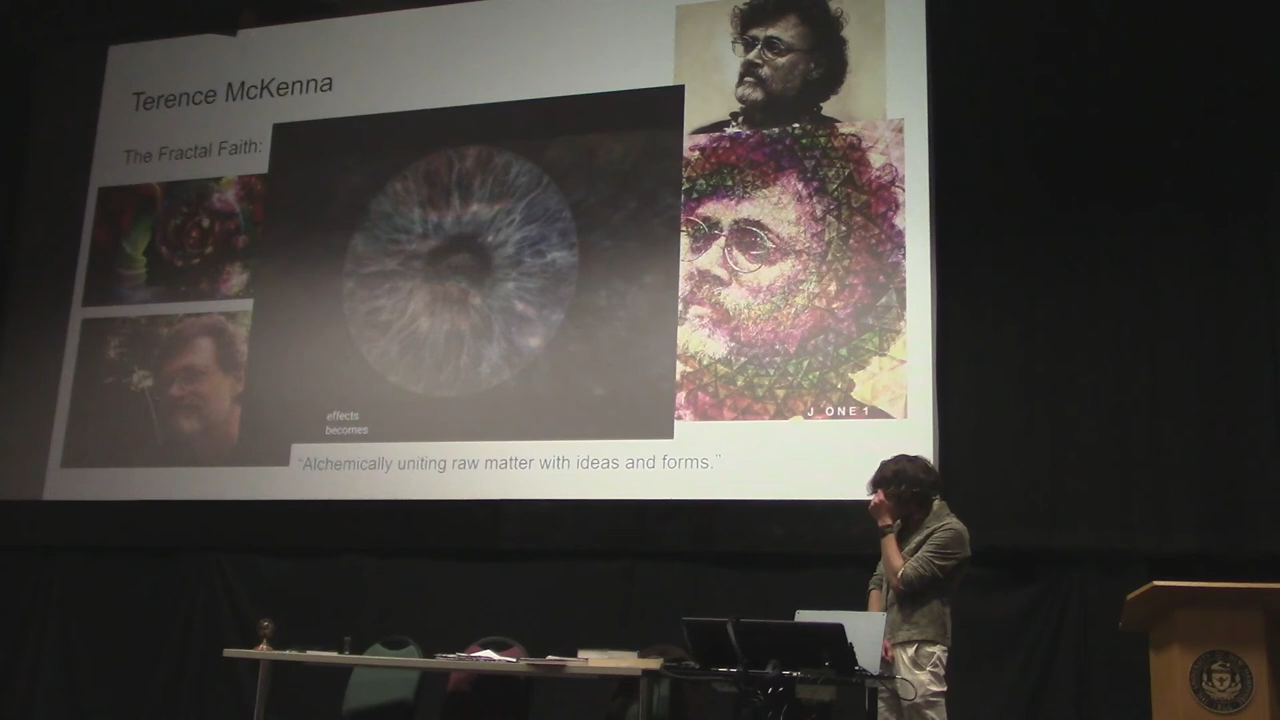 Terence McKenna
The Fractal Faith:
effects
becomes
J ONE 1
“Alchemically uniting raw matter with ideas and forms.”